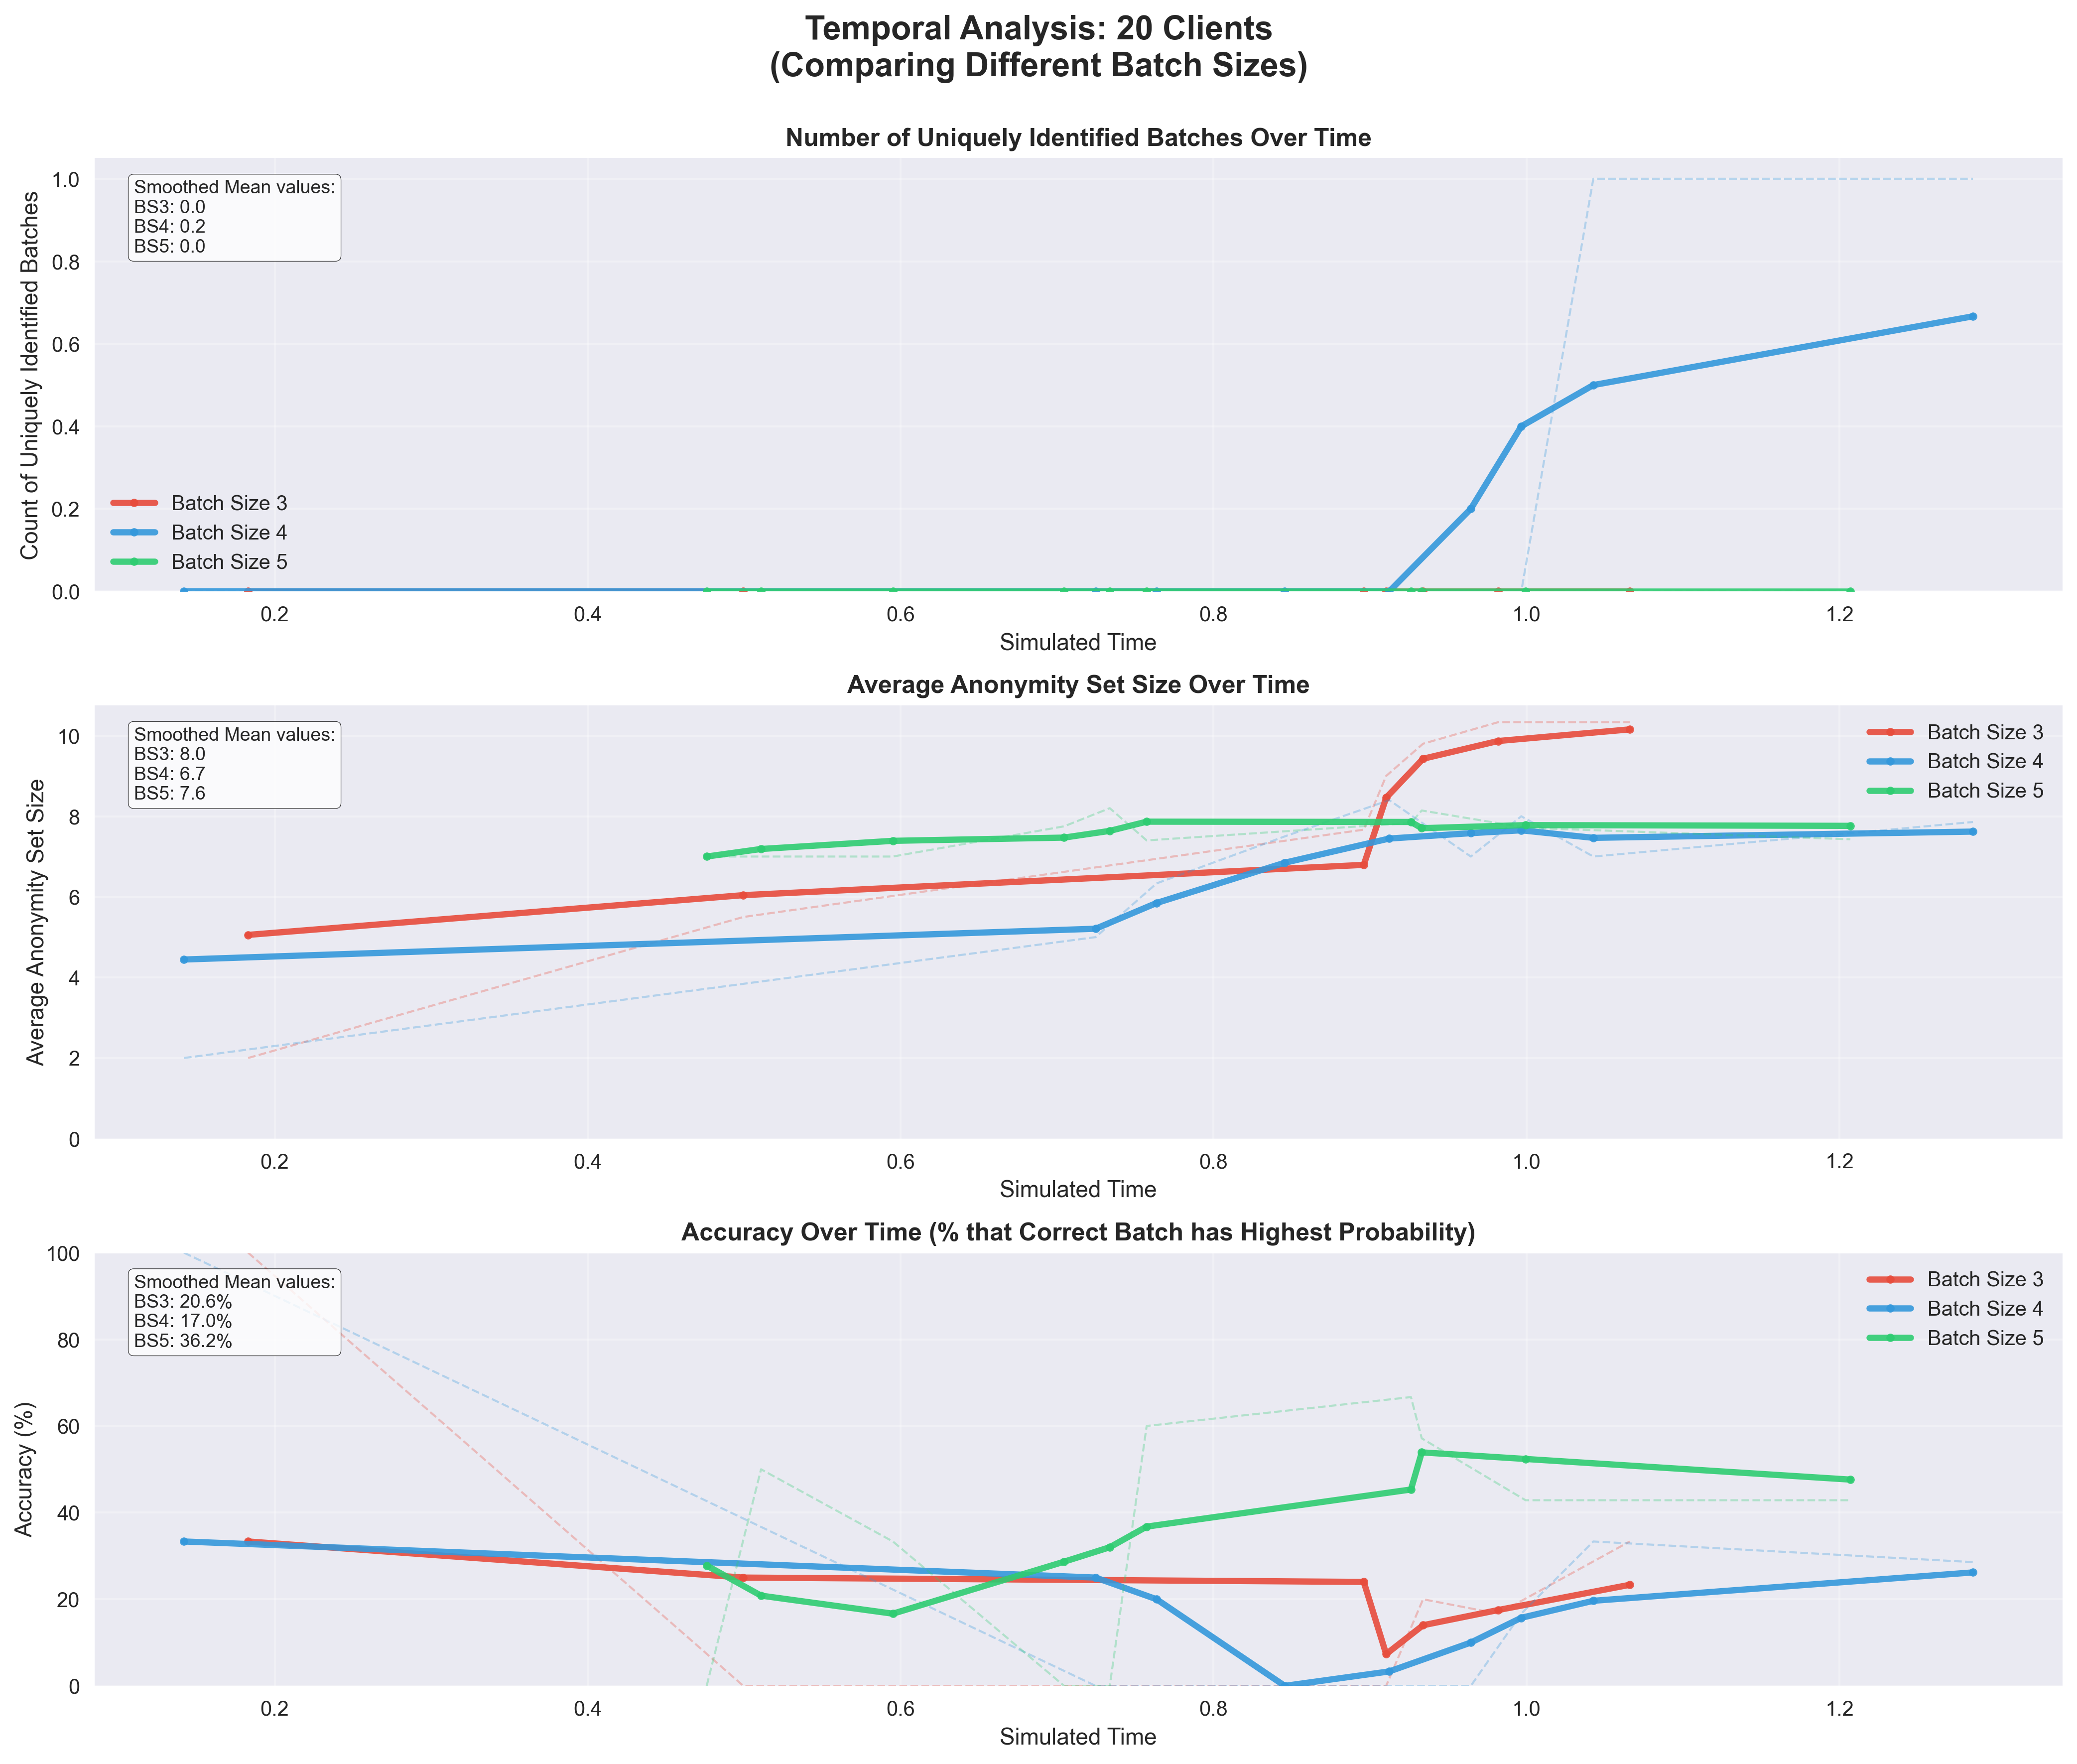 Temporal Analysis: 20 Clients
(Comparing Different Batch Sizes)
Number of Uniquely Identified Batches Over Time
Count of Uniquely Identified Batches
1.0
0.8
0.6
0.4
0.2
0.0
Smoothed Mean values:
BS3: 0.0
BS4: 0.2
BS5: 0.0
Batch Size 3
Batch Size 4
Batch Size 5
0.2 0.4 0.6 0.8 1.0 1.2
Simulated Time
Average Anonymity Set Size Over Time
Average Anonymity Set Size
10
8
6
4
2
0
Smoothed Mean values:
BS3: 8.0
BS4: 6.7
BS5: 7.6
Batch Size 3
Batch Size 4
Batch Size 5
0.2 0.4 0.6 0.8 1.0 1.2
Simulated Time
Accuracy Over Time (% that Correct Batch has Highest Probability)
Accuracy (%)
100
80
60
40
20
0
Smoothed Mean values:
BS3: 20.6%
BS4: 17.0%
BS5: 36.2%
Batch Size 3
Batch Size 4
Batch Size 5
0.2 0.4 0.6 0.8 1.0 1.2
Simulated Time